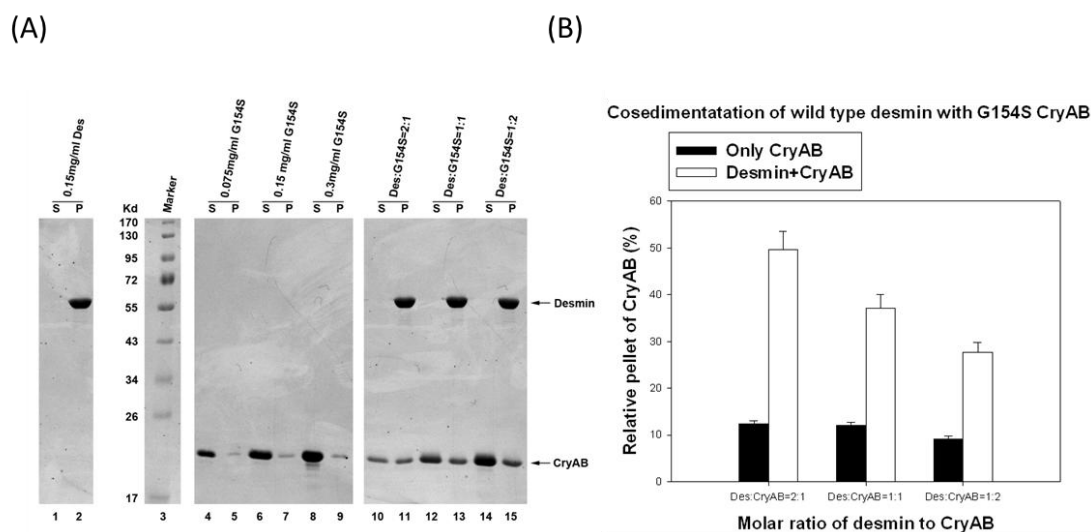 (A)
(B)
0.15mg/ml Des
Marker
0.075mg/ml G154S
0.15 mg/ml G154S
0.3mg/ml G154S
Des:G154S=2:1
Des:G154S=1:1
Des:G154S=1:2
S P Kd S P S P S P S P S P S P
170
130
95
72
55
43
34
26
17
Desmin
CryAB
1 2 3 4 5 6 7 8 9 10 11 12 13 14 15
Cosedimentatation of wild type desmin with G154S CryAB
Only CryAB
Desmin+CryAB
Relative pellet of CryAB (%)
60
50
40
30
20
10
0
Des:CryAB=2:1 Des:CryAB=1:1 Des:CryAB=1:2
Molar ratio of desmin to CryAB